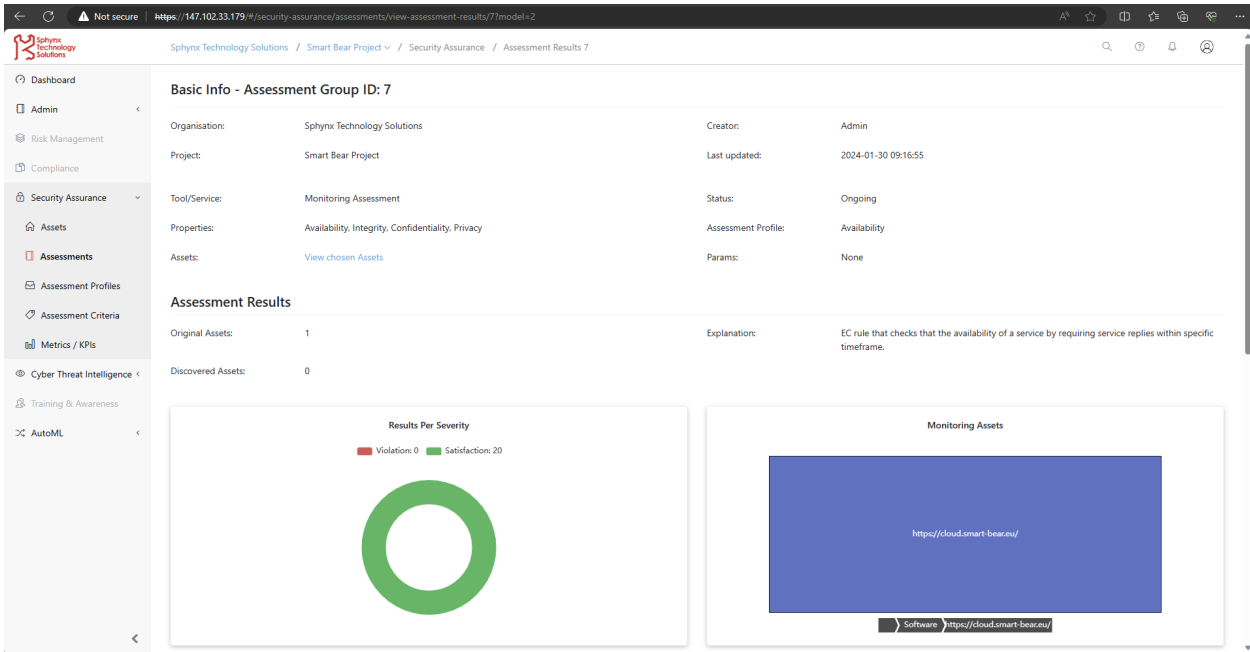 Not secure https://147.102.33.179/#/security-assurance/assessments/view-assessment-results/7?model=2
Sphynx
Technology
Solutions
Sphynx Technology Solutions / Smart Bear Project / Security Assurance / Assessment Results 7
Dashboard
Admin
Risk Management
Compliance
Security Assurance
Assets
Assessments
Assessment Profiles
Assessment Criteria
Metrics / KPIs
Cyber Threat Intelligence
Training & Awareness
AutoML
Basic Info - Assessment Group ID: 7
Organisation: Sphynx Technology Solutions Creator: Admin
Project: Smart Bear Project Last updated: 2024-01-30 09:16:55
Tool/Service: Monitoring Assessment Status: Ongoing
Properties: Availability, Integrity, Confidentiality, Privacy Assessment Profile: Availability
Assets: View chosen Assets Params: None
Assessment Results
Original Assets: 1 Explanation: EC rule that checks that the availability of a service by requiring service replies within specific
timeframe.
Discovered Assets: 0
Results Per Severity
Violation: 0 Satisfaction: 20
Monitoring Assets
https://cloud.smart-bear.eu/
Software https://cloud.smart-bear.eu/